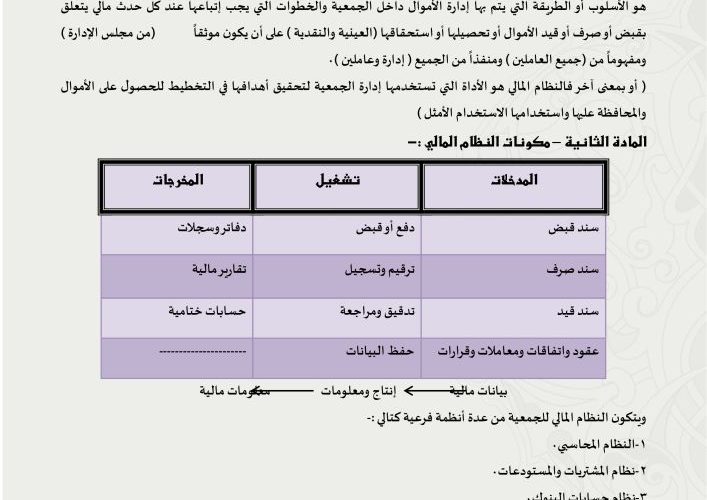 هو الأسلوب أو الطريقة التي يتم بها إدارة الأموال داخل الجمعية والخطوات التي يجب إتباعها عند كل حدث مالي يتعلق
بقبض أو صرف أو قيد الأموال أو تحصيلها أو استحقاقها (العينية والنقدية ) على أن يكون موثقاً (من مجلس الإدارة )
ومفهوماً من (جميع العاملين ) ومنفذاً من الجميع ( إدارة وعاملين ).
( أو بمعنى آخر فالنظام المالي هو الأداة التي تستخدمها إدارة الجمعية لتحقيق أهدافها في التخطيط للحصول على الأموال
والمحافظة عليها واستخدامها الاستخدام الأمثل )
المادة الثانية – مكونات النظام المالي :–
المدخلات تشغيل المخرجات
سند قبض دفع أو قبض دفاتر وسجلات
سند صرف ترقيم وتسجيل تقارير مالية
سند قيد تدقيق ومراجعة حسابات ختامية
عقود واتفاقات ومعاملات وقرارات حفظ البيانات ----------------------
بيانات مالية إنتاج ومعلومات معلومات مالية
ويتكون النظام المالي للجمعية من عدة أنظمة فرعية كتالي :-
١-النظام المحاسبي.
٢-نظام المشتريات والمستودعات.
٣-نظام حسابات البنوك.